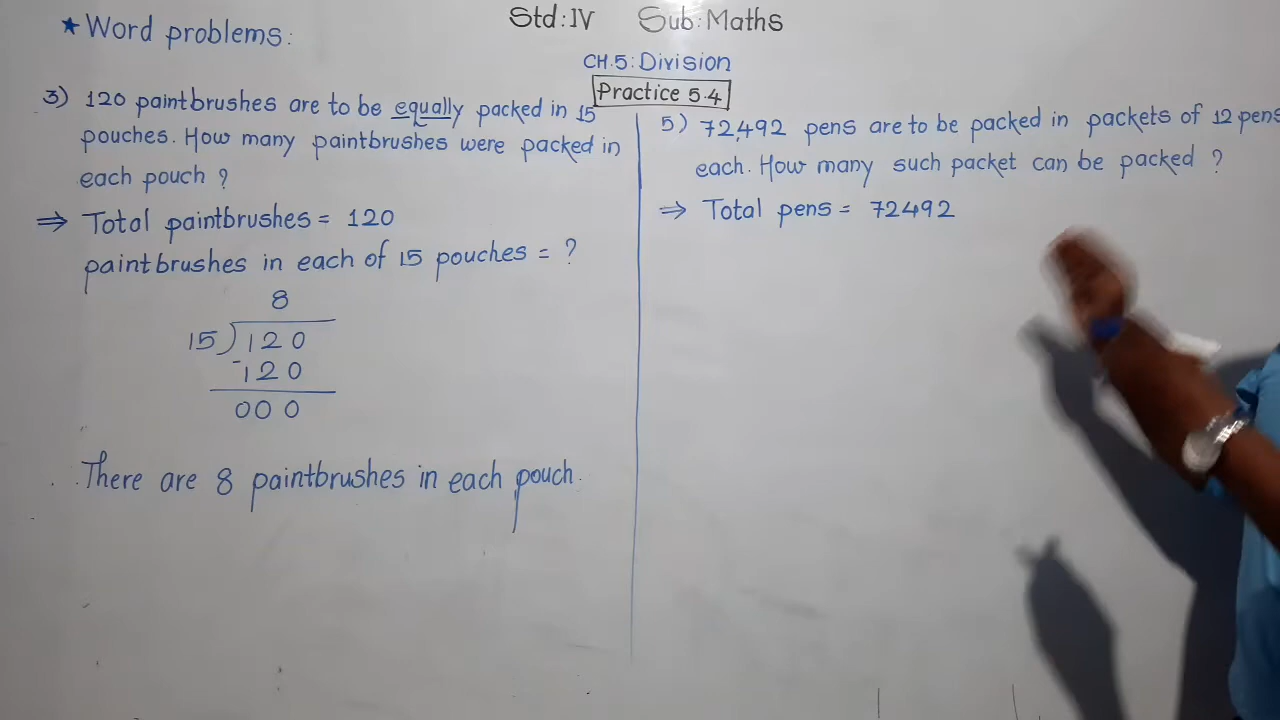 Std:IV Sub:Maths
★ Word problems:
CH.5: Division
Practice 5.4
3) 120 paintbrushes are to be equally packed in 15
pouches. How many paintbrushes were packed in
each pouch ?
⇒ Total paintbrushes = 120
paintbrushes in each of 15 pouches = ?
8
15 ) 120
- 120
000
There are 8 paintbrushes in each pouch.
5) 72,492 pens are to be packed in packets of 12 pens
each. How many such packet can be packed ?
⇒ Total pens = 72492